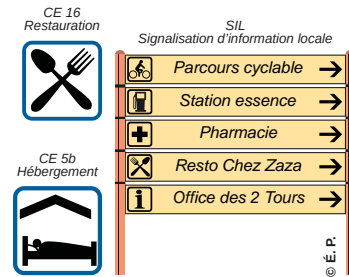 CE 16
Restauration
SIL
Signalisation d'information locale
Parcours cyclable
Station essence
Pharmacie
CE 5b
Hébergement
Resto Chez Zaza
i Office des 2 Tours
© É. P.